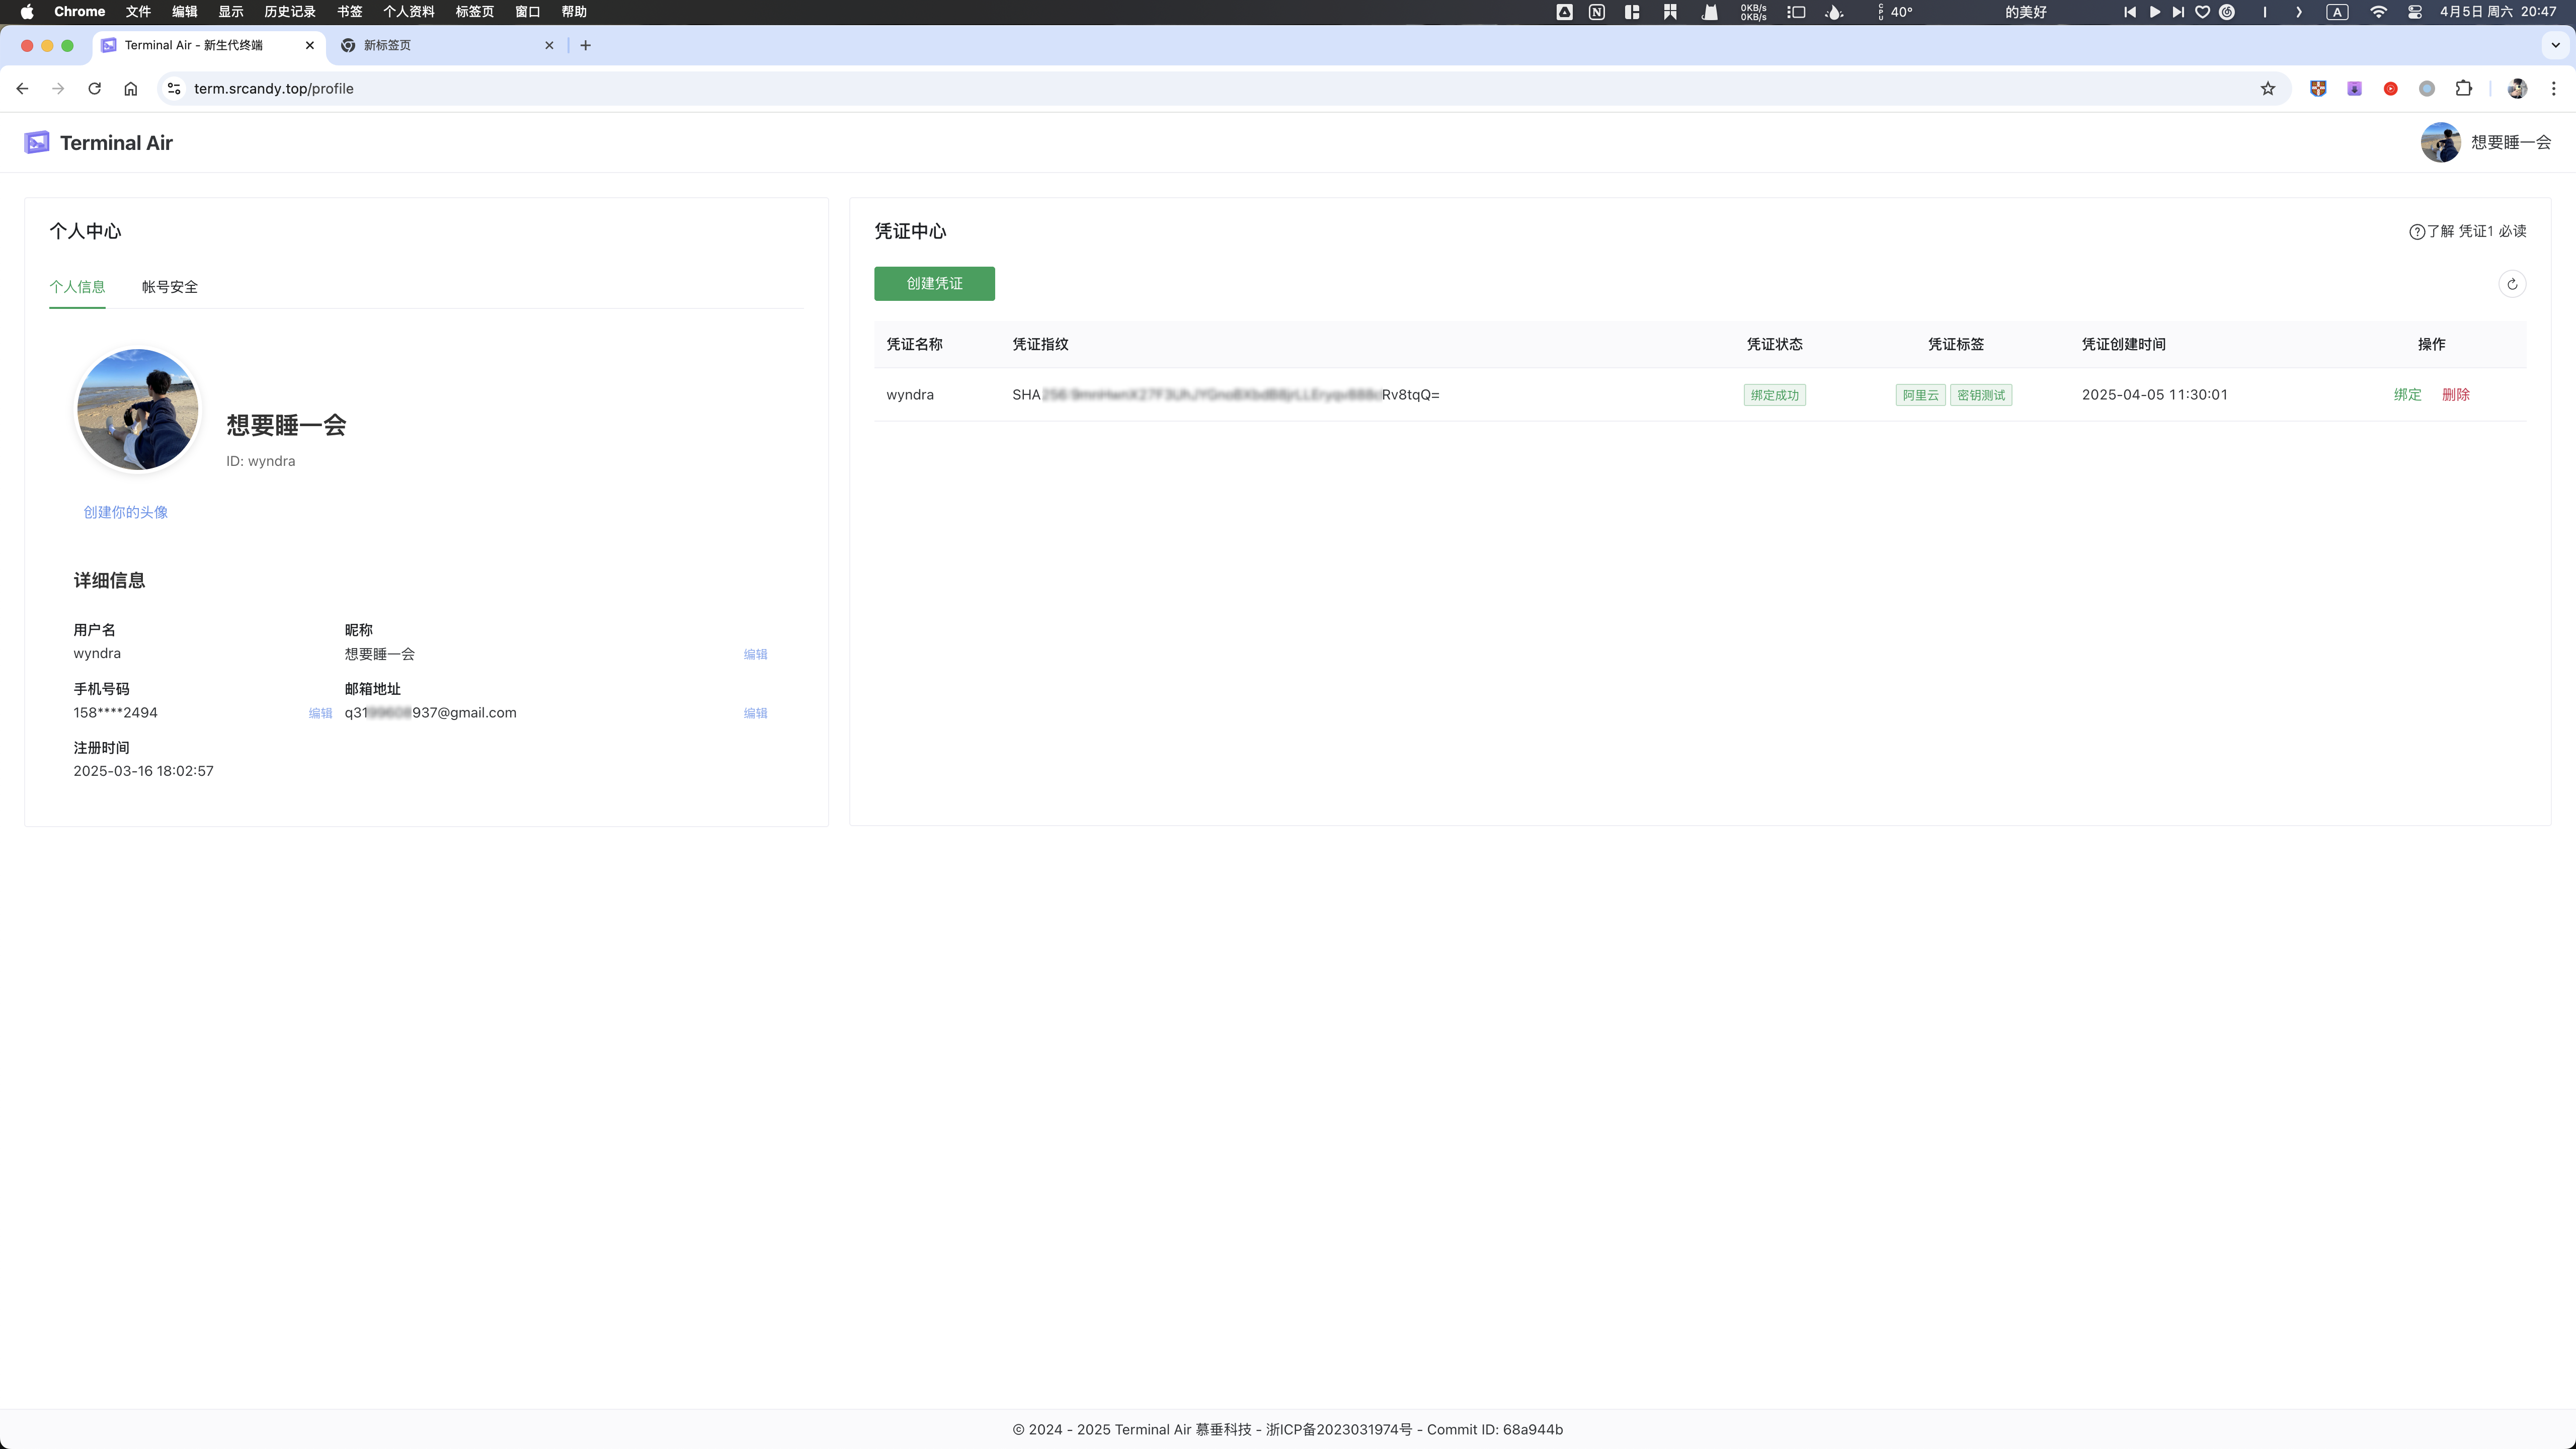 Chrome 文件 编辑 显示 历史记录 书签 个人资料 标签页 窗口 帮助 0KB/s 0KB/s CPU 40° 的美好 A 4月5日 周六 20:47
Terminal Air - 新生代终端 新标签页
term.srcandy.top/profile
Terminal Air
想要睡一会
个人中心
个人信息 帐号安全
想要睡一会
ID: wyndra
创建你的头像
详细信息
用户名 昵称
wyndra 想要睡一会 编辑
手机号码 邮箱地址
158****2494 编辑 q31 937@gmail.com 编辑
注册时间
2025-03-16 18:02:57
凭证中心
了解 凭证1 必读
创建凭证
凭证名称 凭证指纹 凭证状态 凭证标签 凭证创建时间 操作
wyndra SHA Rv8tqQ= 绑定成功 阿里云 密钥测试 2025-04-05 11:30:01 绑定 删除
© 2024 - 2025 Terminal Air 慕垂科技 - 浙ICP备2023031974号 - Commit ID: 68a944b